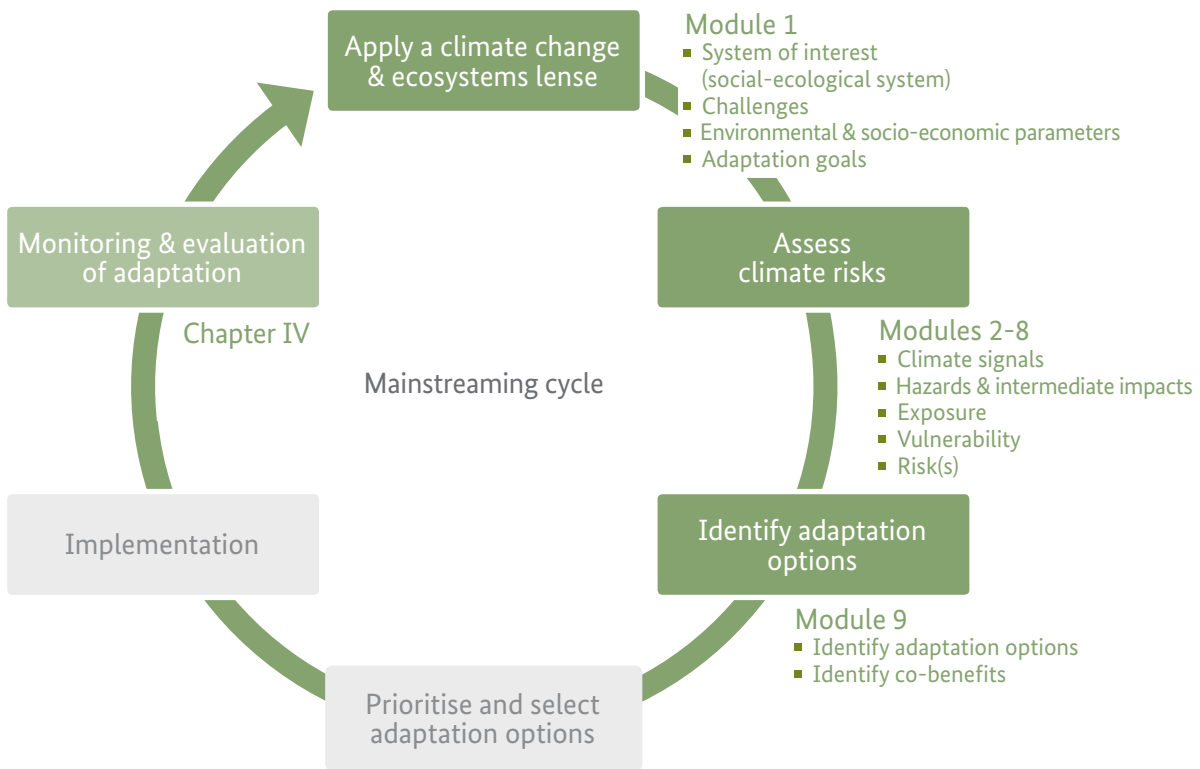 Apply a climate change
& ecosystems lense
Module 1
System of interest
(social-ecological system)
Challenges
Environmental & socio-economic parameters
Adaptation goals
Assess
climate risks
Modules 2-8
Climate signals
Hazards & intermediate impacts
Exposure
Vulnerability
Risk(s)
Identify adaptation
options
Module 9
Identify adaptation options
Identify co-benefits
Prioritise and select
adaptation options
Implementation
Monitoring & evaluation
of adaptation
Chapter IV
Mainstreaming cycle